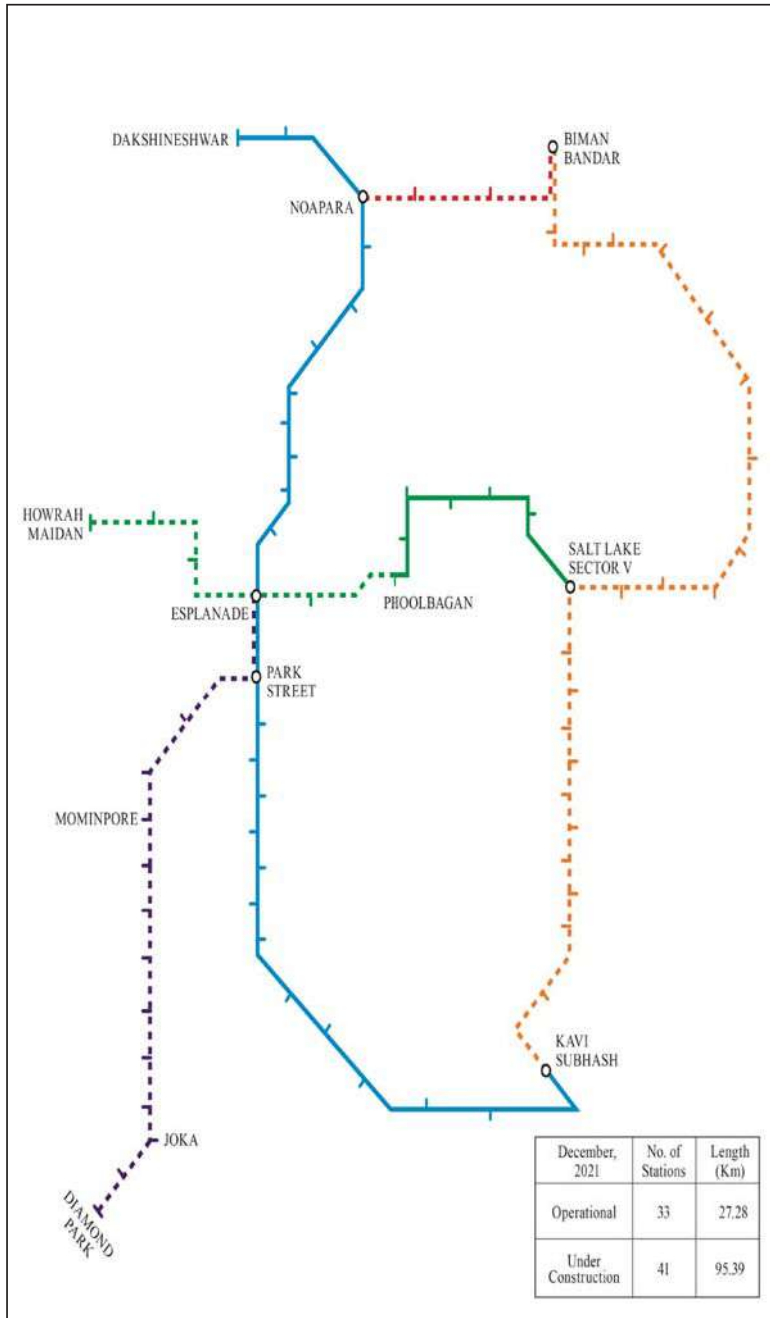 DAKSHINESHWAR
BIMAN
BANDAR
NOAPARA
HOWRAH
MAIDAN
SALT LAKE
SECTOR V
ESPLANADE
PHOOLBAGAN
PARK
STREET
MOMINPORE
KAVI
SUBHASH
JOKA
DIAMOND
PARK
December, 2021 No. of Stations Length (Km)
Operational 33 27.28
Under Construction 41 95.39